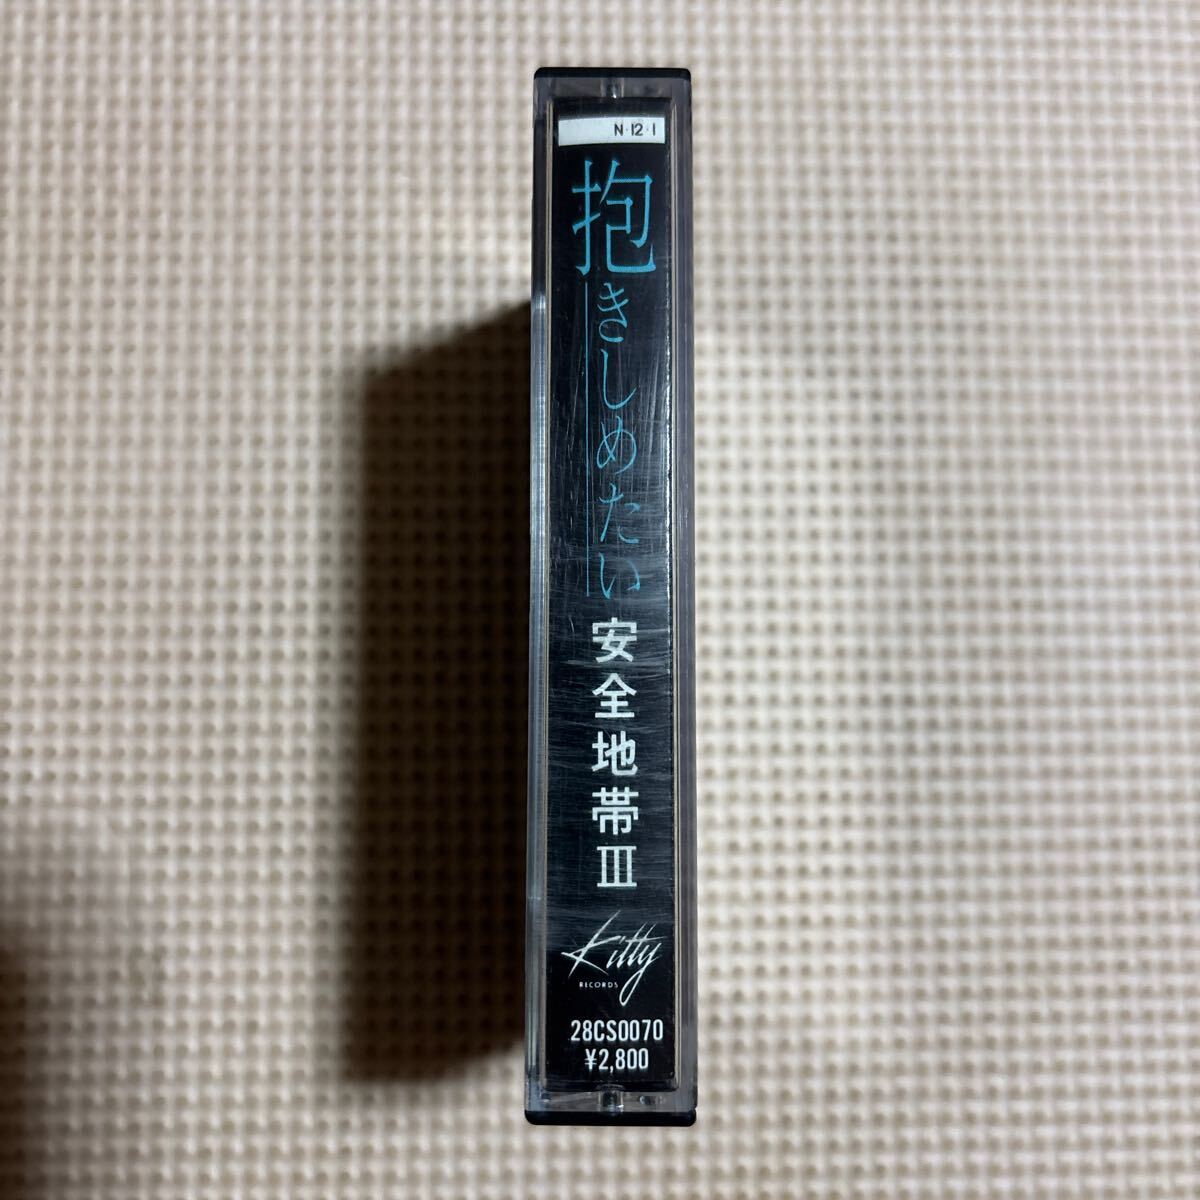 N・12・1
抱きしめたい
安全地帯III
Kitty
RECORDS
28CS0070
¥2,800